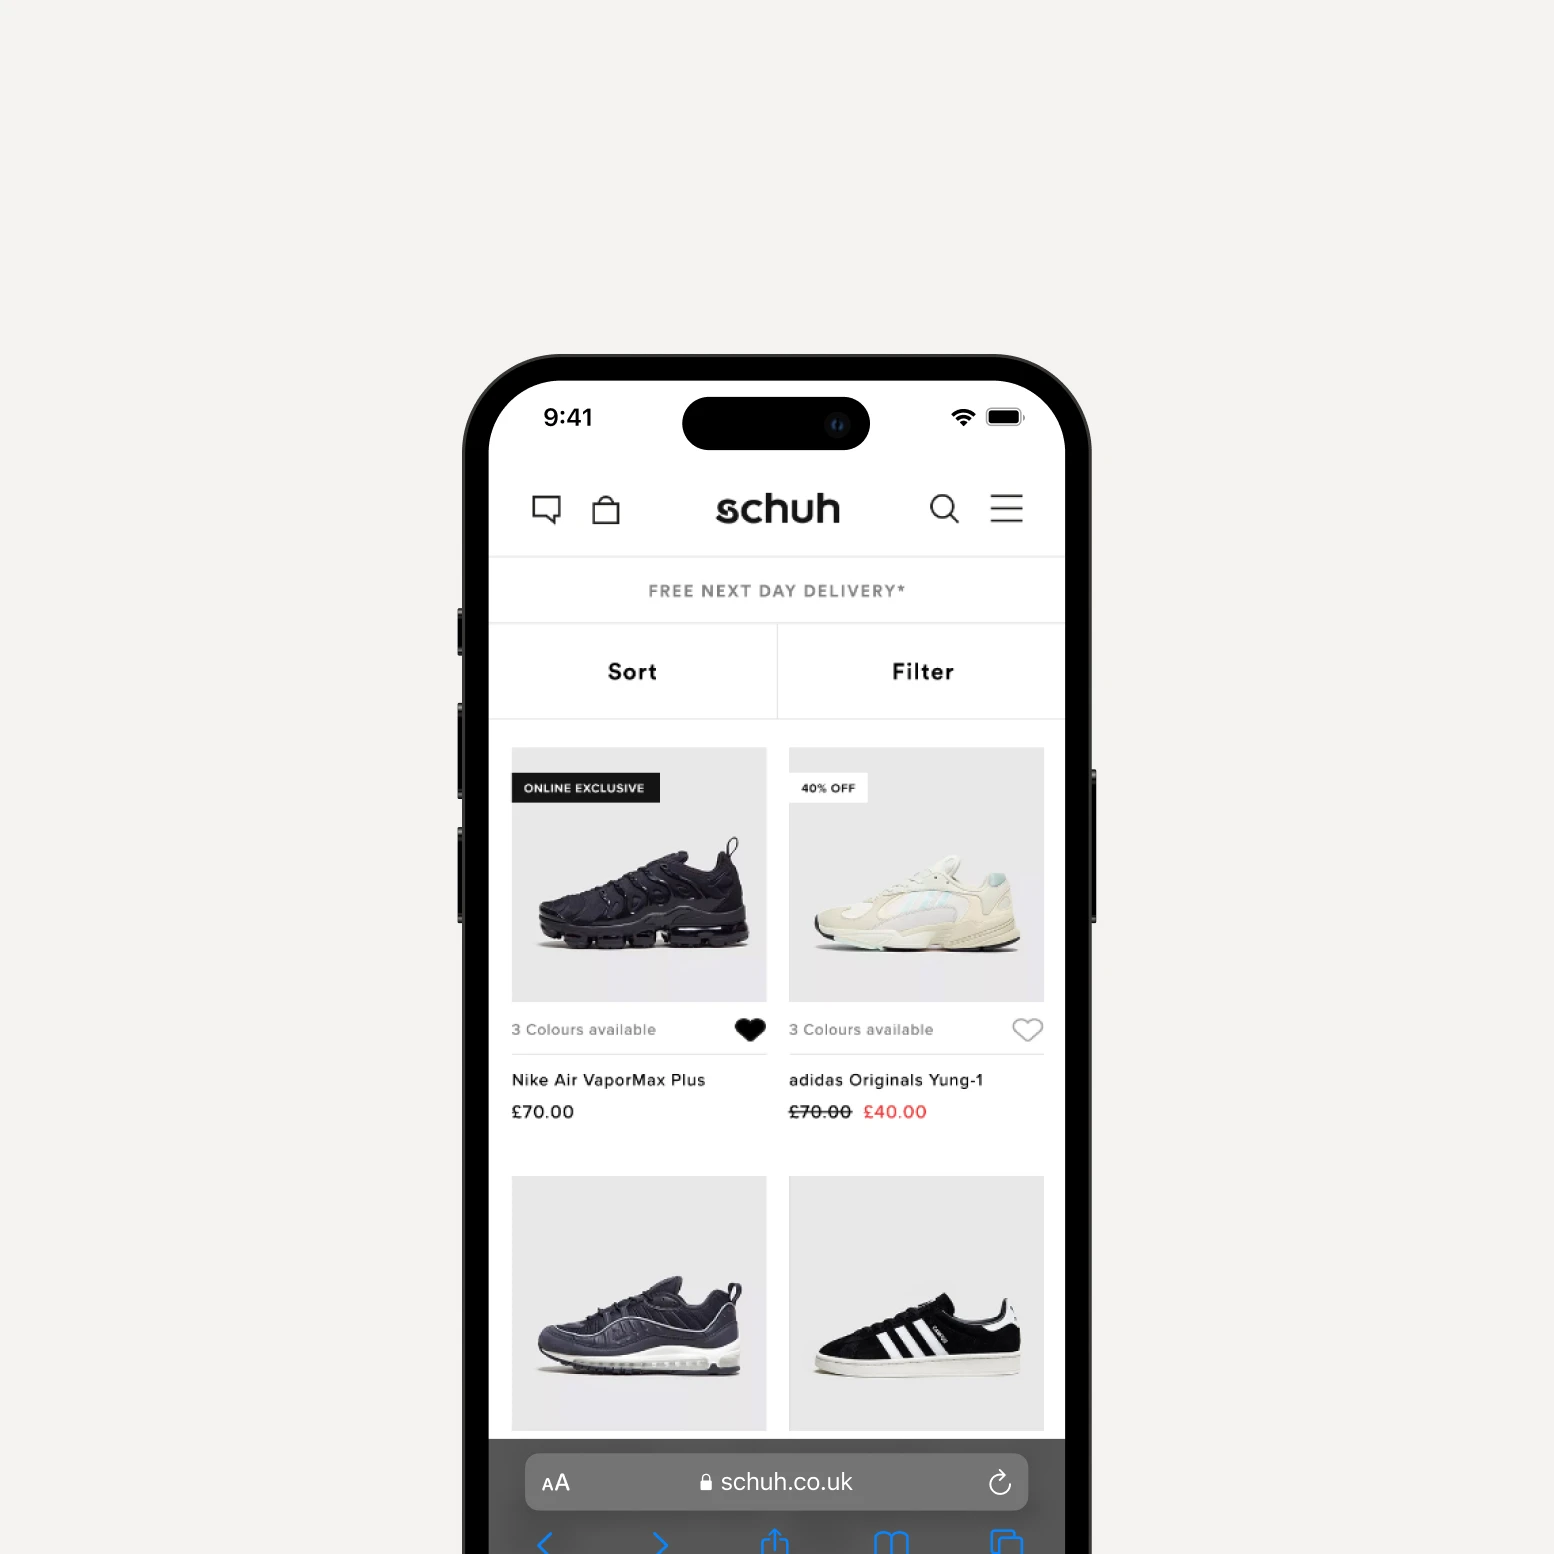 9:41
schuh
FREE NEXT DAY DELIVERY*
Sort
Filter
ONLINE EXCLUSIVE
40% OFF
3 Colours available
3 Colours available
Nike Air VaporMax Plus
£70.00
adidas Originals Yung-1
£70.00 £40.00
AA
schuh.co.uk